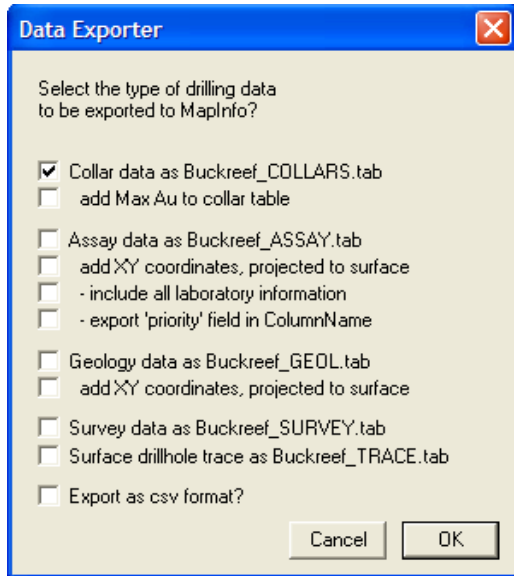 Data Exporter
Select the type of drilling data
to be exported to MapInfo?
Collar data as Buckreef_COLLARS.tab
add Max Au to collar table
Assay data as Buckreef_ASSAY.tab
add XY coordinates, projected to surface
- include all laboratory information
- export 'priority' field in ColumnName
Geology data as Buckreef_GEOL.tab
add XY coordinates, projected to surface
Survey data as Buckreef_SURVEY.tab
Surface drillhole trace as Buckreef_TRACE.tab
Export as csv format?
Cancel OK